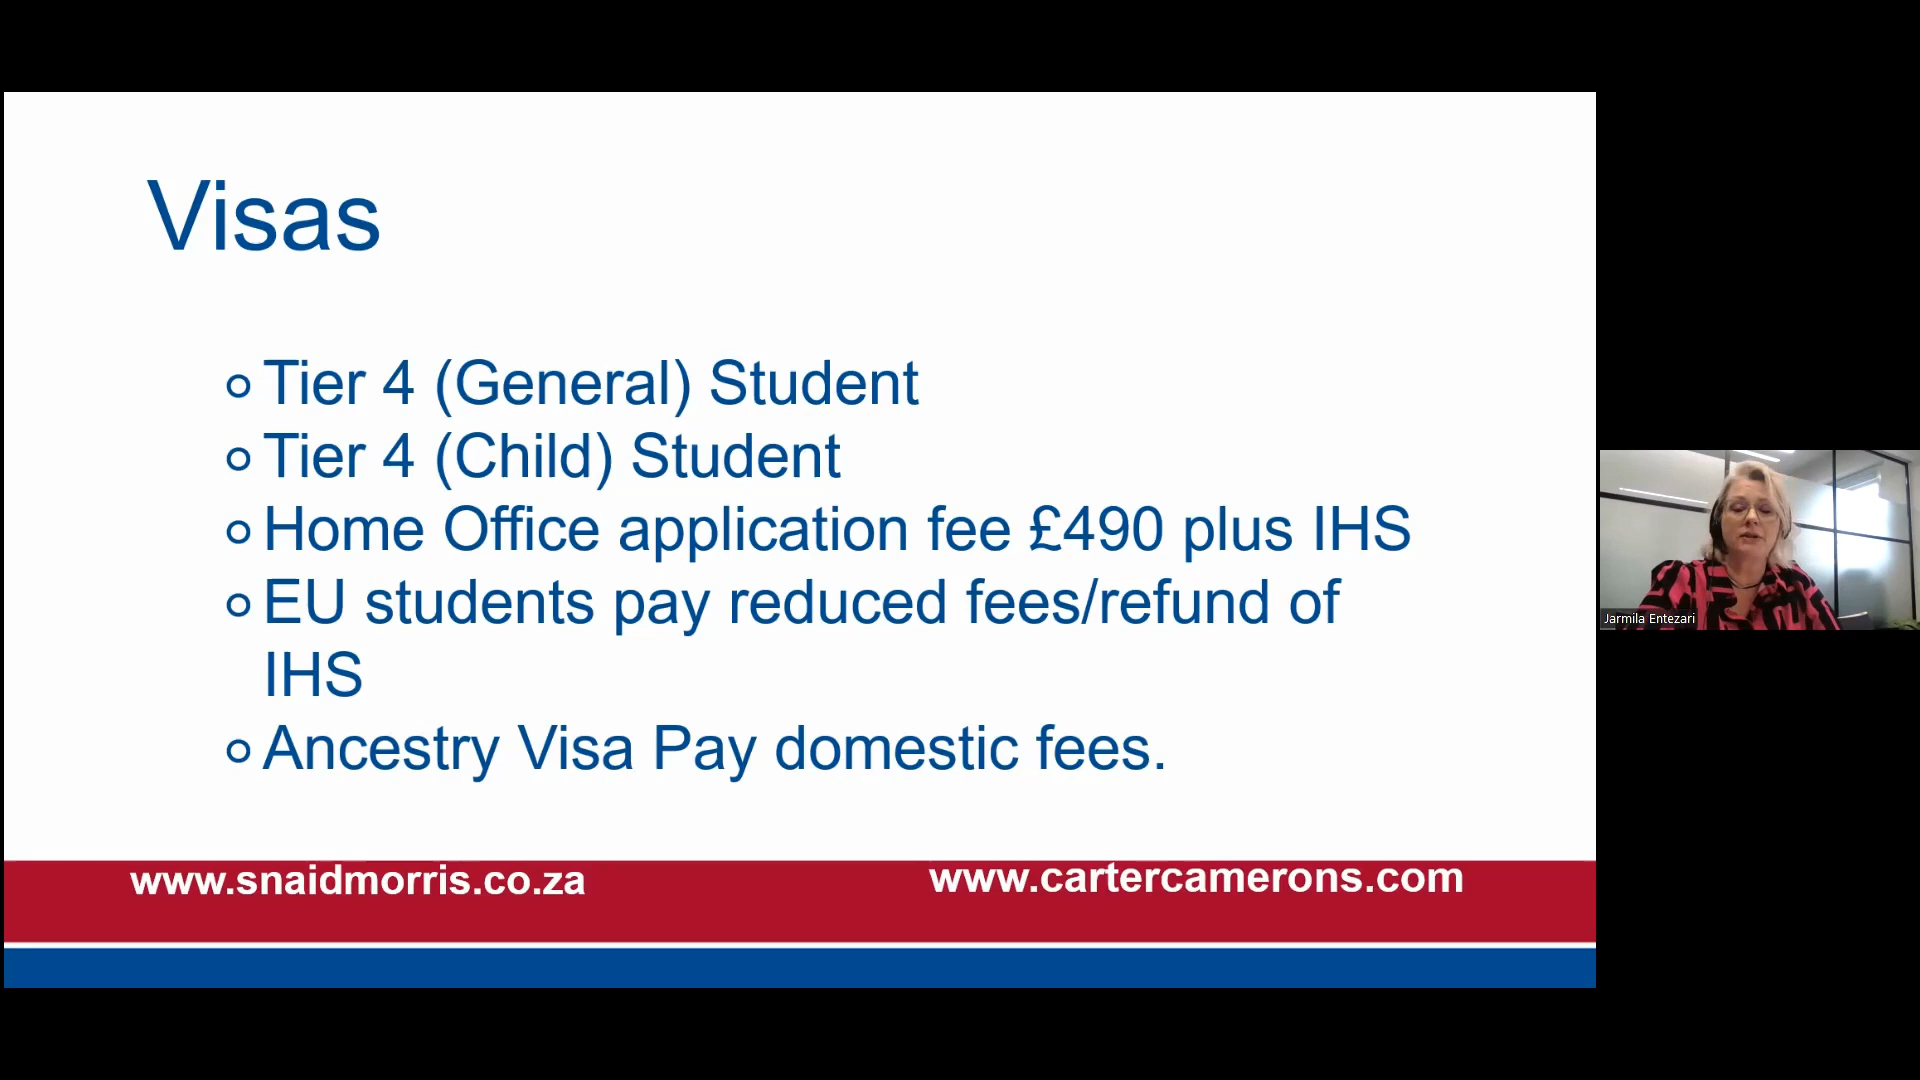 Visas
Tier 4 (General) Student
Tier 4 (Child) Student
Home Office application fee £490 plus IHS
EU students pay reduced fees/refund of
IHS
Ancestry Visa Pay domestic fees.
www.snaidmorris.co.za
www.cartercamerons.com
Jarmila Entezari